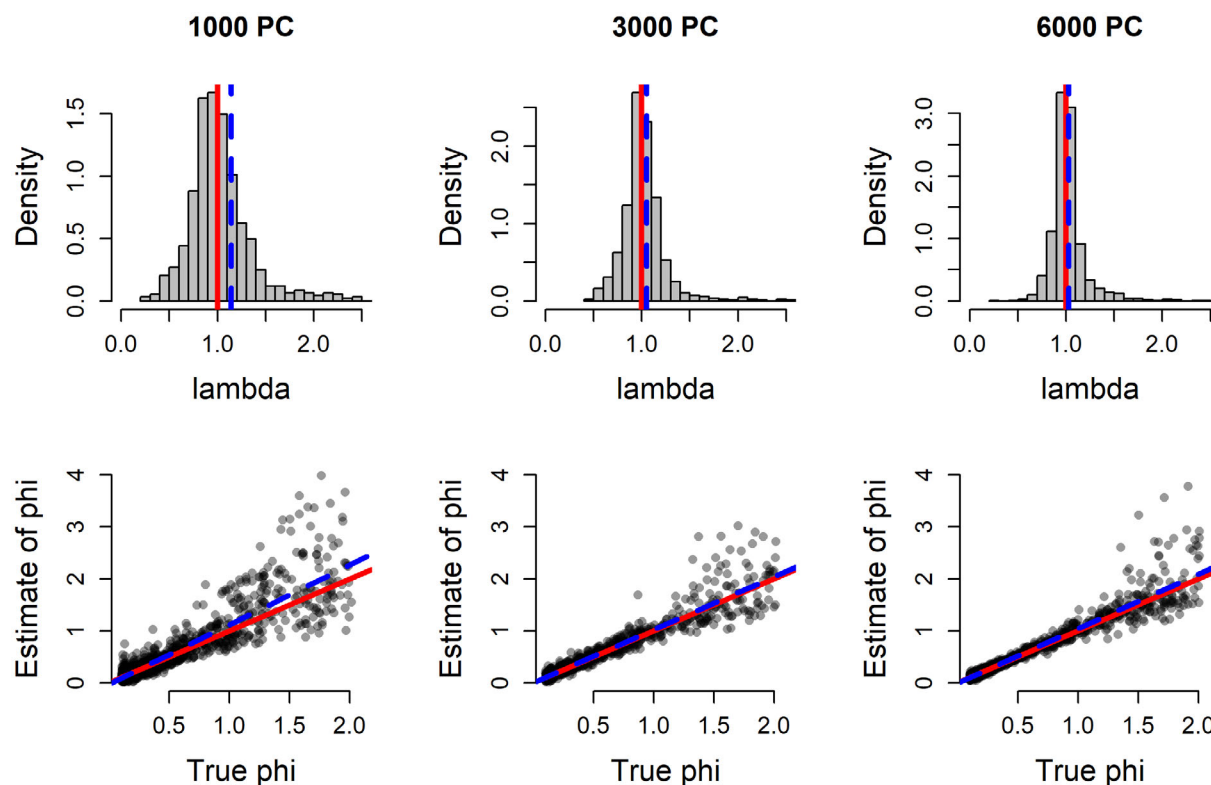 1000 PC
3000 PC
6000 PC
Density
0.0 0.5 1.0 1.5
0.0 1.0 2.0
lambda
Density
0.0 1.0 2.0
0.0 1.0 2.0
lambda
Density
0.0 1.0 2.0 3.0
0.0 1.0 2.0
lambda
Estimate of phi
0 1 2 3 4
0.5 1.0 1.5 2.0
True phi
Estimate of phi
0 1 2 3 4
0.5 1.0 1.5 2.0
True phi
Estimate of phi
0 1 2 3 4
0.5 1.0 1.5 2.0
True phi